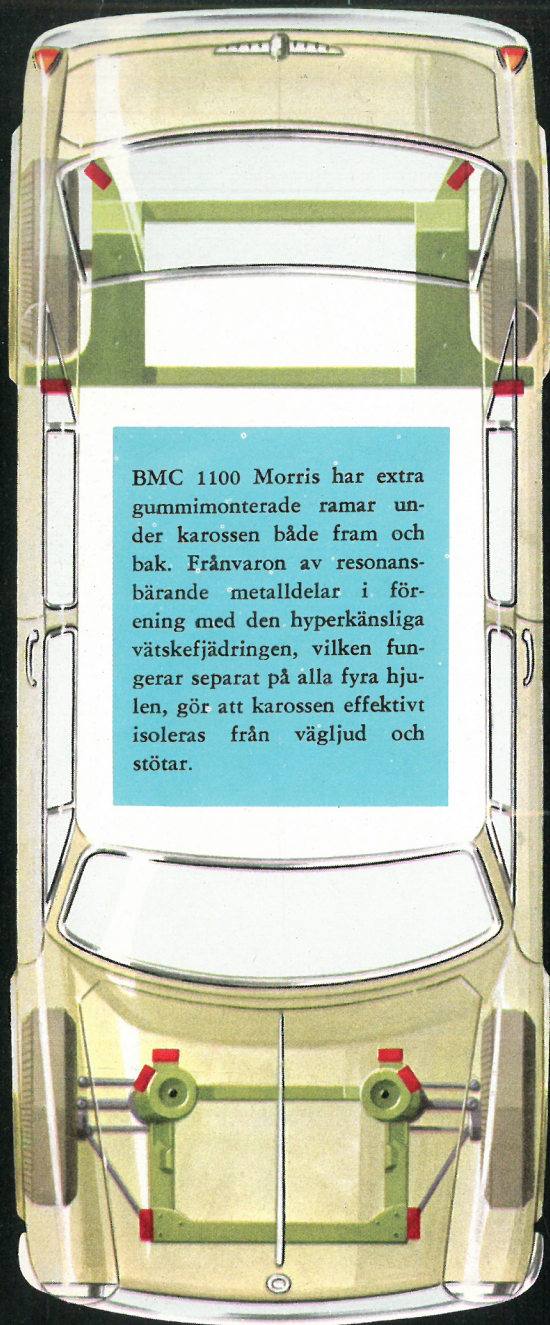 BMC 1100 Morris har extra
gummimonterade ramar un-
der karossen både fram och
bak. Frånvaron av resonans-
bärande metalldelar i för-
ening med den hyperkänsliga
vätskefjädringen, vilken fun-
gerar separat på alla fyra hju-
len, gör att karossen effektivt
isoleras från vägljud och
stötar.